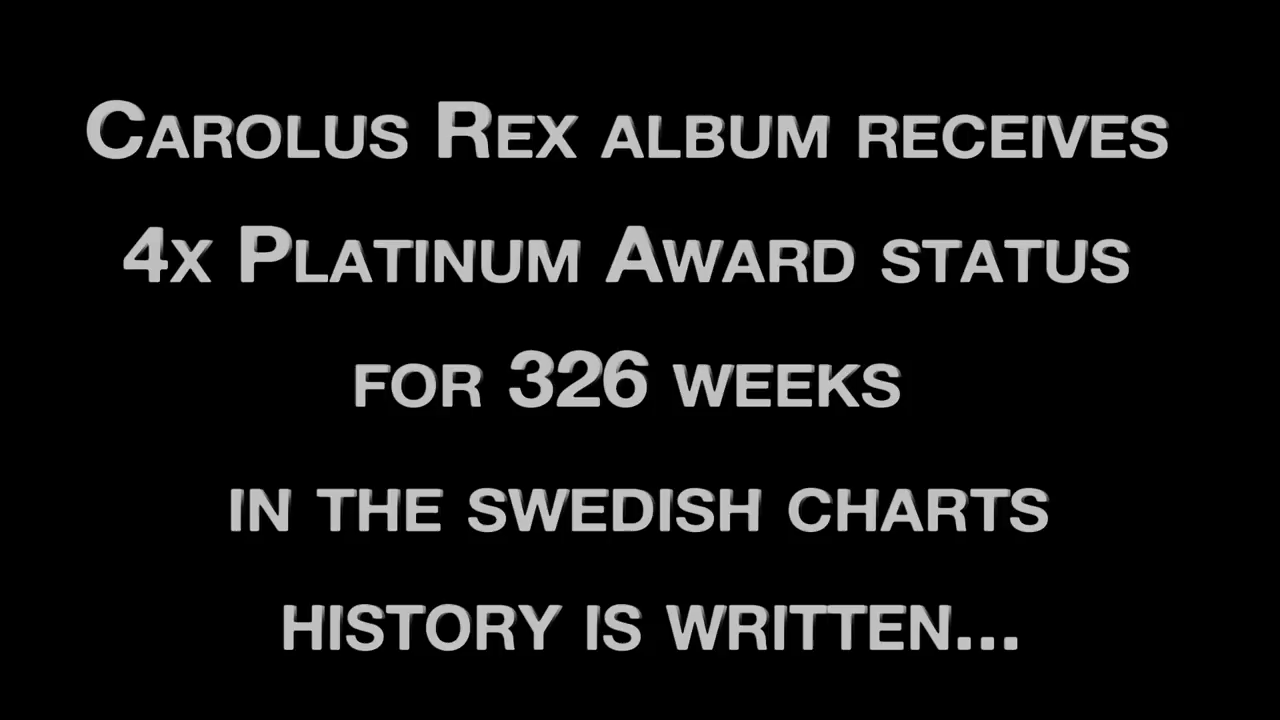 Carolus Rex album receives
4x Platinum Award status
for 326 weeks
in the swedish charts
history is written...